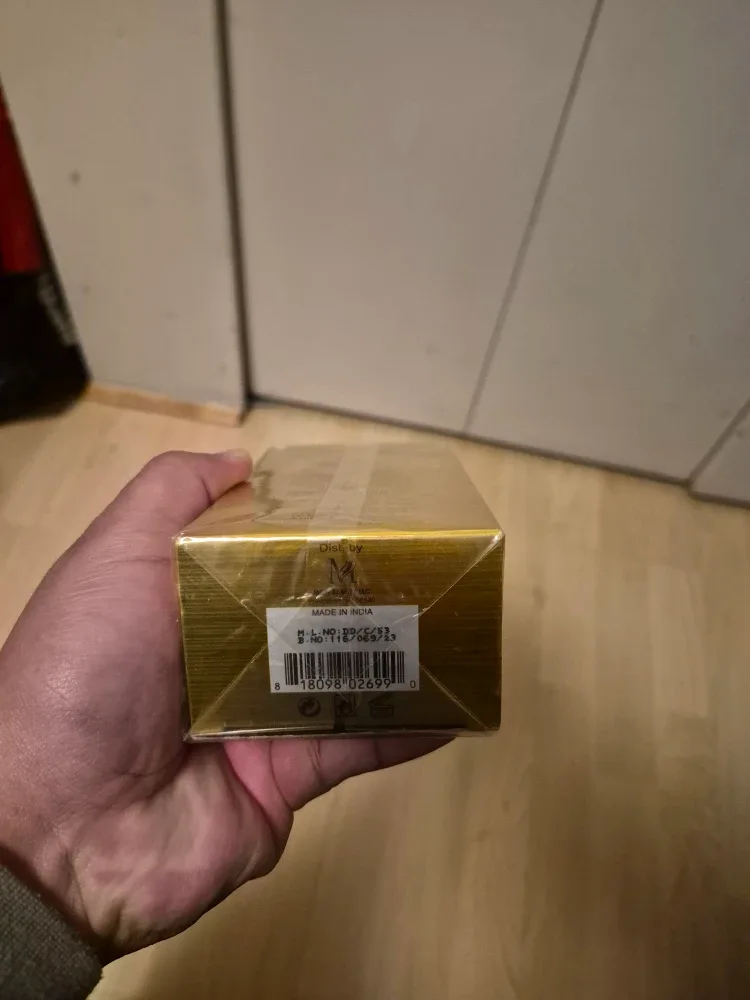 Dist. by
M
MADE IN INDIA
M.L.NO:DD/C/53
B.NO:116/069/23
8 18098 02699 0